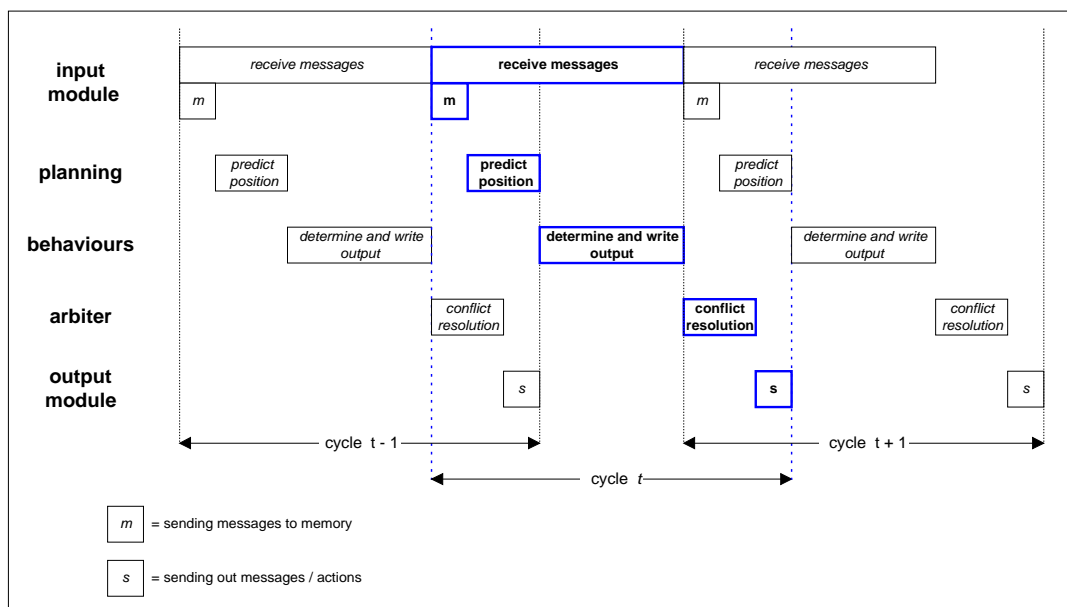 input
module
receive messages
receive messages
receive messages
m
m
m
planning
predict
position
predict
position
predict
position
behaviours
determine and write
output
determine and write
output
determine and write
output
arbiter
conflict
resolution
conflict
resolution
conflict
resolution
output
module
s
s
s
cycle t - 1
cycle t + 1
cycle t
m = sending messages to memory
s = sending out messages / actions